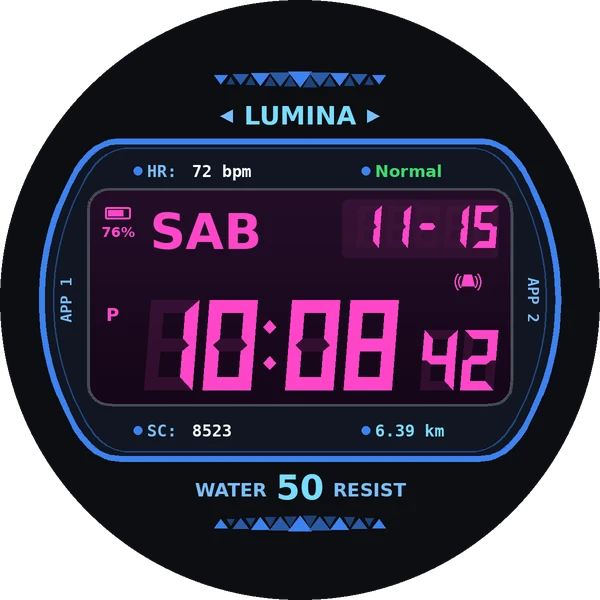 ◀ LUMINA ▶
HR: 72 bpm Normal
76% SAB 11-15
APP 1 APP 2
P 10:08 42
SC: 8523 6.39 km
WATER 50 RESIST